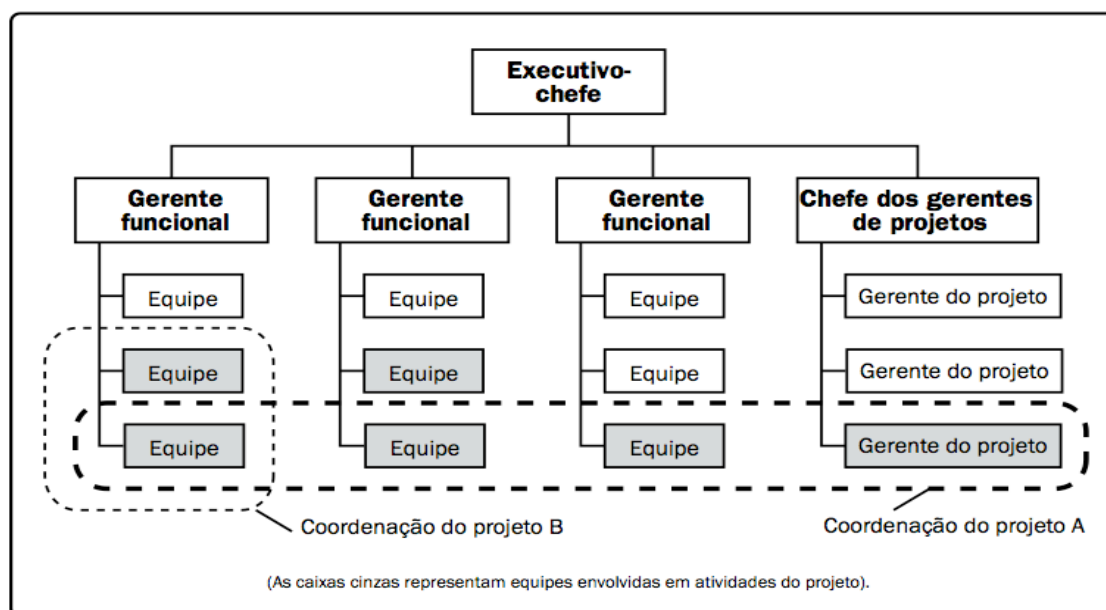 Executivo-
chefe
Gerente
funcional
Gerente
funcional
Gerente
funcional
Chefe dos gerentes
de projetos
Equipe
Equipe
Equipe
Gerente do projeto
Equipe
Equipe
Equipe
Gerente do projeto
Equipe
Equipe
Equipe
Gerente do projeto
Coordenação do projeto B
Coordenação do projeto A
(As caixas cinzas representam equipes envolvidas em atividades do projeto).